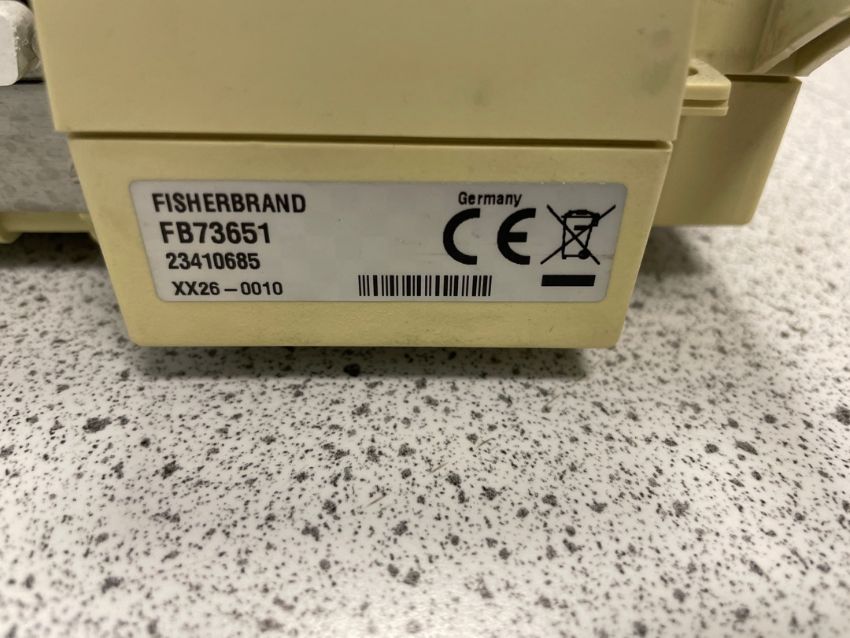 FISHERBRAND
FB73651
23410685
XX26-0010
Germany
CE